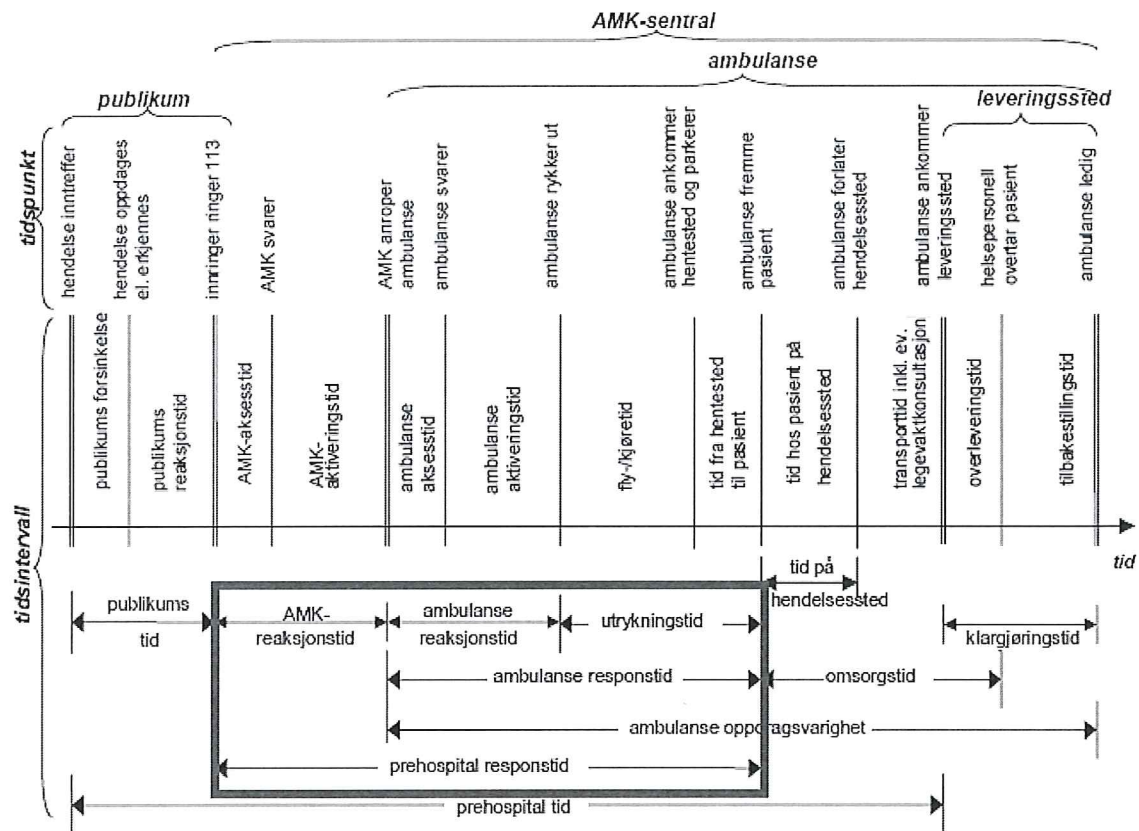 AMK-sentral
ambulanse
publikum
leveringssted
tidspunkt
hendelse inntreffer
hendelse oppdages
el. erkjennes
innringer ringer 113
AMK svarer
AMK anroper
ambulanse
ambulanse svarer
ambulanse rykker ut
ambulanse ankommer
hentested og parkerer
ambulanse fremme
pasient
ambulanse forlater
hendelsessted
ambulanse ankommer
leveringssted
helsepersonell
overtar pasient
ambulanse ledig
tidsintervall
publikums forsinkelse
publikums
reaksjonstid
AMK-aksesstid
AMK-
aktiveringstid
ambulanse
aksesstid
ambulanse
aktiveringstid
fly-/kjøretid
tid fra hentested
til pasient
tid hos pasient på
hendelsessted
transporttid inkl. ev.
legevaktkonsultasjon
overleveringstid
tilbakestillingstid
tid
tid på
hendelsessted
publikums
tid
AMK-
reaksjonstid
ambulanse
reaksjonstid
utrykningstid
klargjøringstid
ambulanse responstid
omsorgstid
ambulanse oppdragsvarighet
prehospital responstid
prehospital tid